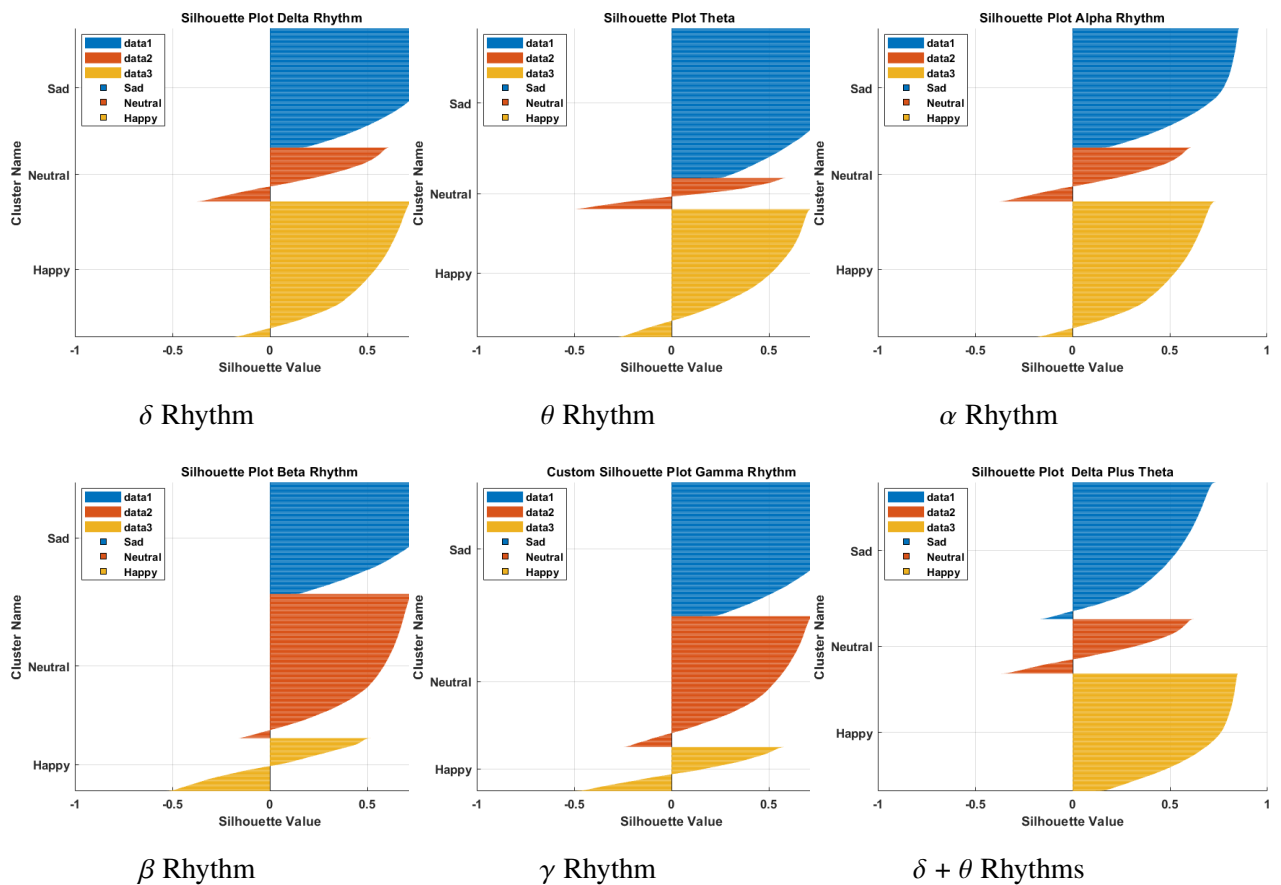 Silhouette Plot Delta Rhythm
data1
data2
data3
Sad
Neutral
Happy
Sad
Neutral
Happy
Cluster Name
-1
-0.5
0
0.5
Silhouette Value
δ Rhythm
Silhouette Plot Theta
data1
data2
data3
Sad
Neutral
Happy
Sad
Neutral
Happy
Cluster Name
-1
-0.5
0
0.5
Silhouette Value
θ Rhythm
Silhouette Plot Alpha Rhythm
data1
data2
data3
Sad
Neutral
Happy
Sad
Neutral
Happy
Cluster Name
-1
-0.5
0
0.5
1
Silhouette Value
α Rhythm
Silhouette Plot Beta Rhythm
data1
data2
data3
Sad
Neutral
Happy
Sad
Neutral
Happy
Cluster Name
-1
-0.5
0
0.5
Silhouette Value
β Rhythm
Custom Silhouette Plot Gamma Rhythm
data1
data2
data3
Sad
Neutral
Happy
Sad
Neutral
Happy
Cluster Name
-1
-0.5
0
0.5
Silhouette Value
γ Rhythm
Silhouette Plot Delta Plus Theta
data1
data2
data3
Sad
Neutral
Happy
Sad
Neutral
Happy
Cluster Name
-1
-0.5
0
0.5
1
Silhouette Value
δ + θ Rhythms